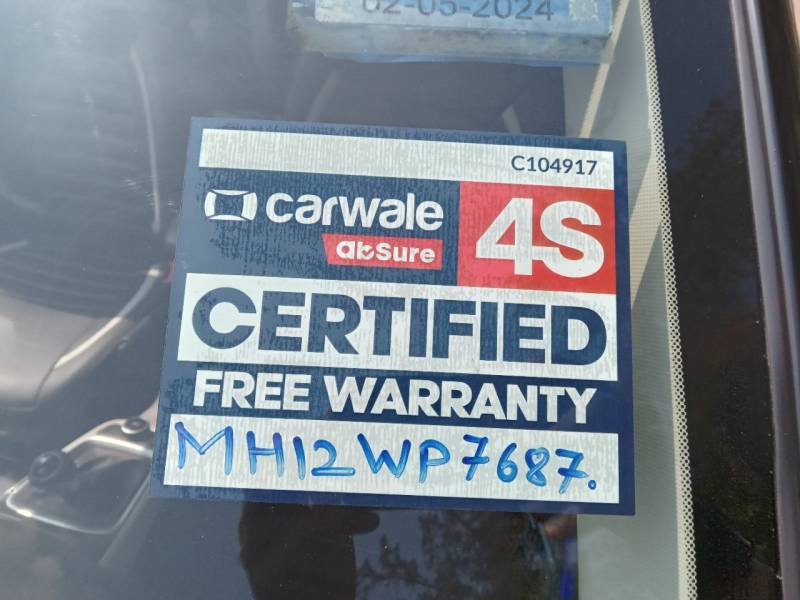 02-05-2024
C104917
carwale
abSure
4S
CERTIFIED
FREE WARRANTY
MH12WP7687.